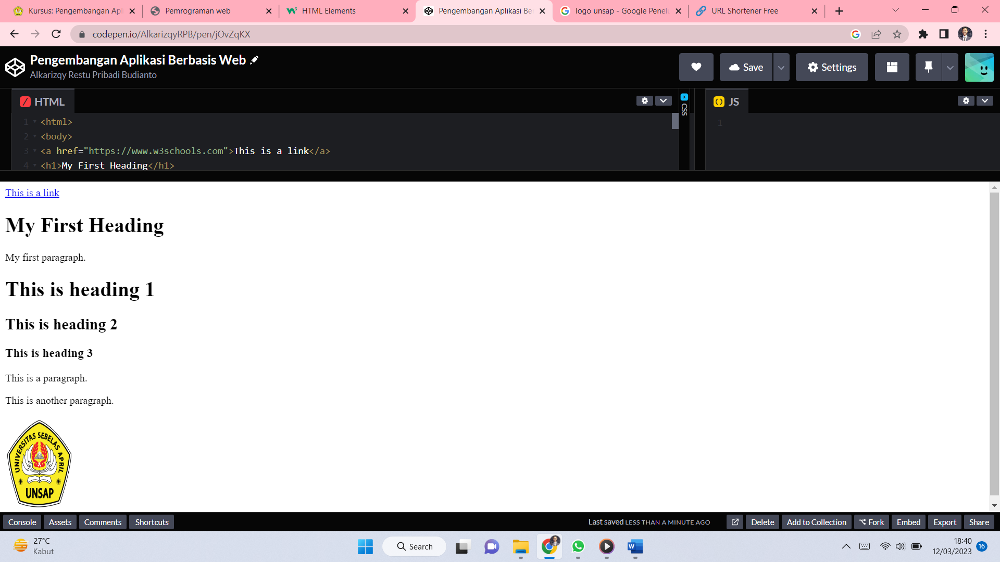 Kursus: Pengembangan Apl
Pemrograman web
HTML Elements
Pengembangan Aplikasi Ber
logo unsap - Google Penelu
URL Shortener Free
codepen.io/AlkarizqyRPB/pen/jOvZqKX
Pengembangan Aplikasi Berbasis Web
Alkarizqy Restu Pribadi Budianto
Save
Settings
HTML
CSS
JS
1 <html>
2 <body>
3 <a href="https://www.w3schools.com">This is a link</a>
4 <h1>My First Heading</h1>
1
This is a link
My First Heading
My first paragraph.
This is heading 1
This is heading 2
This is heading 3
This is a paragraph.
This is another paragraph.
UNIVERSITAS SEBELAS APRIL
UNSAP
Console
Assets
Comments
Shortcuts
Last saved LESS THAN A MINUTE AGO
Delete
Add to Collection
Fork
Embed
Export
Share
27°C
Kabut
Search
18:40
12/03/2023
16